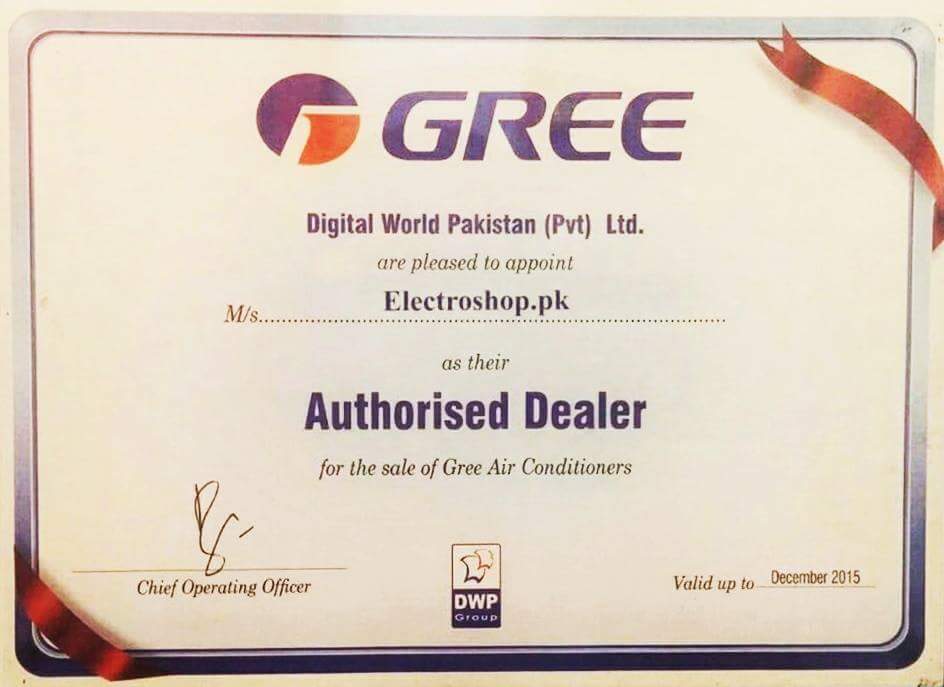 GREE
Digital World Pakistan (Pvt) Ltd.
are pleased to appoint
M/s. Electroshop.pk
as their
Authorised Dealer
for the sale of Gree Air Conditioners
Chief Operating Officer
DWP
Group
Valid up to December 2015